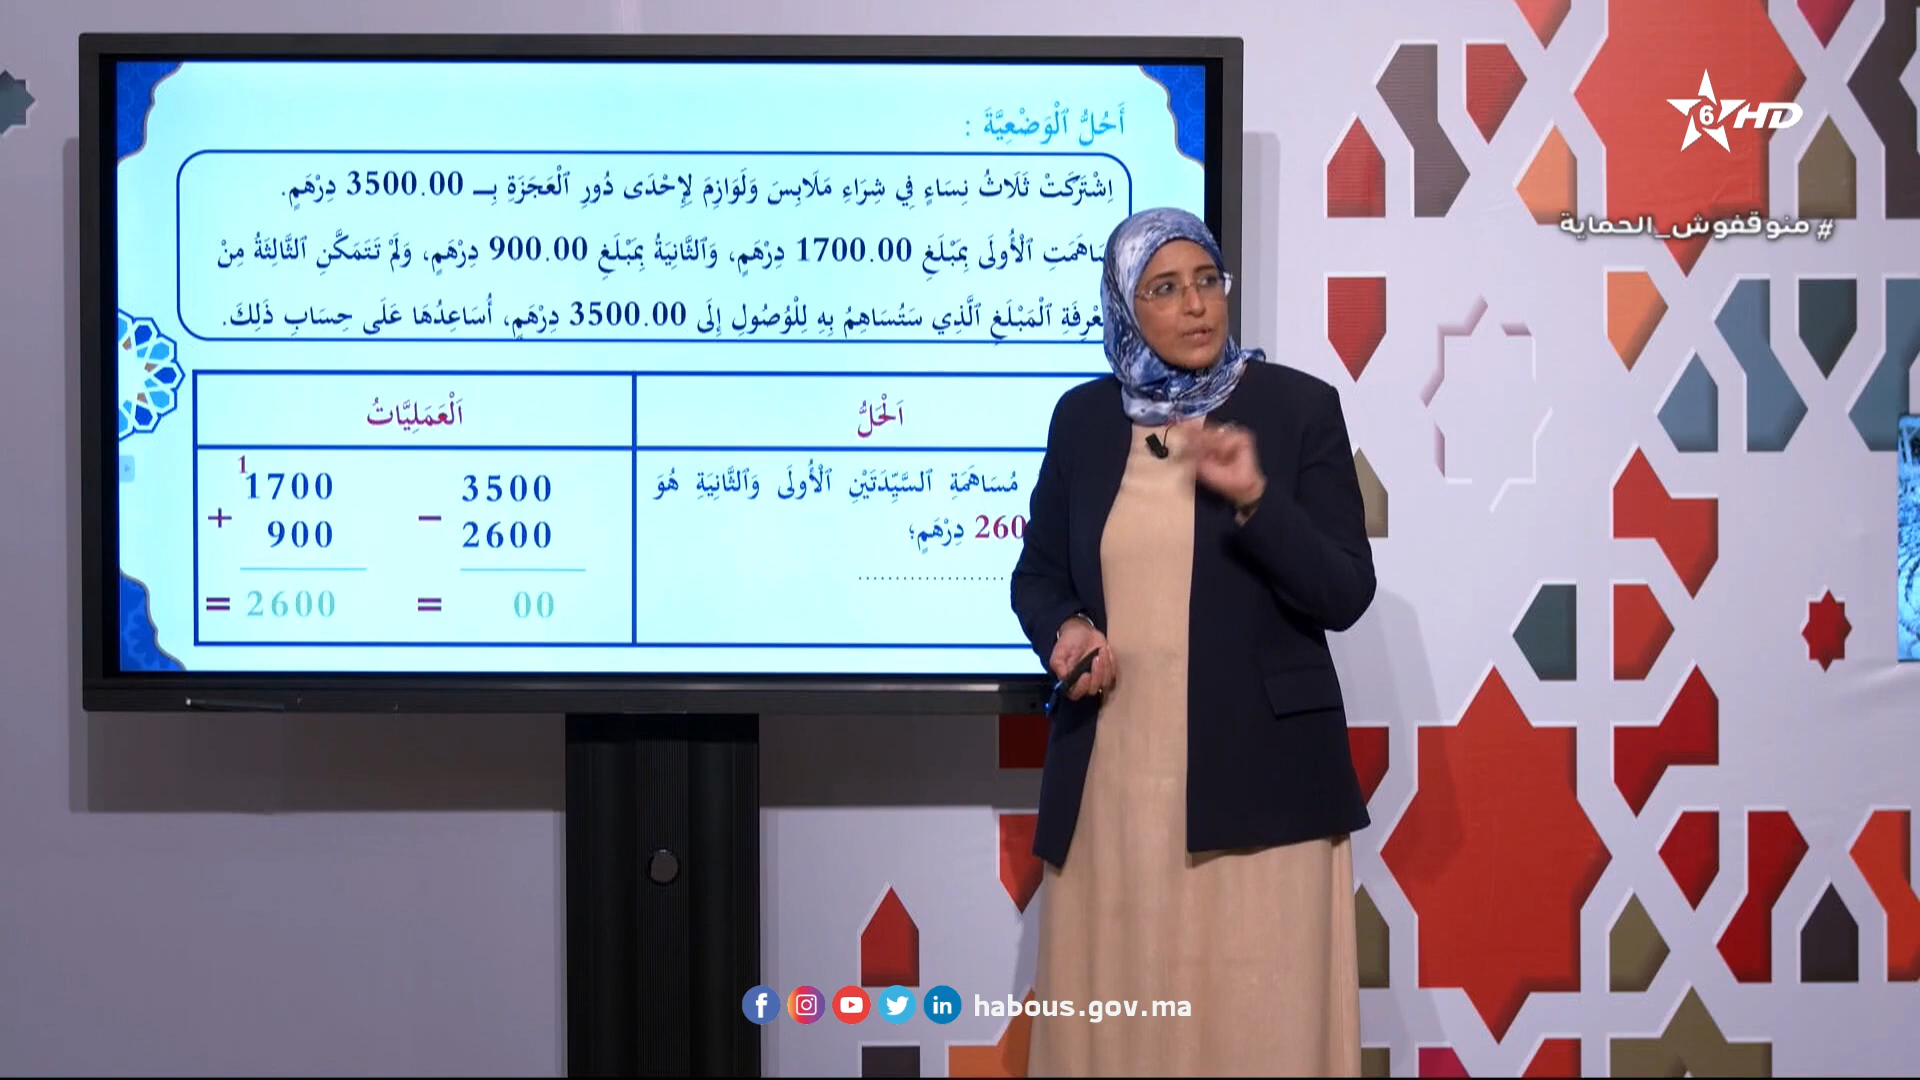 أَحُلُّ ٱلْوَضْعِيَّةَ :
اِشْتَرَكَتْ ثَلَاثُ نِسَاءٍ فِي شِرَاءِ مَلَابِسَ وَلَوَازِمَ لِإِحْدَى دُورِ ٱلْعَجَزَةِ بِـــ 3500.00 دِرْهَمٍ.
ٱلْأُولَى بِمَبْلَغِ 1700.00 دِرْهَمٍ، وَٱلثَّانِيَةُ بِمَبْلَغِ 900.00 دِرْهَمٍ، وَلَمْ تَتَمَكَّنِ ٱلثَّالِثَةُ مِنْ
ٱلْمَبْلَغِ ٱلَّذِي سَتُسَاهِمُ بِهِ لِلْوُصُولِ إِلَى 3500.00 دِرْهَمٍ، أُسَاعِدُهَا عَلَى حِسَابِ ذَلِكَ.
اَلْحَلُّ
اَلْعَمَلِيَّاتُ
مُسَاهَمَةِ ٱلسَّيِّدَتَيْنِ ٱلْأُولَى وَٱلثَّانِيَةِ هُوَ
260 دِرْهَمٍ؛
....................
3500
− 2600
= 00
1
1700
+ 900
= 2600
6 HD
#منوقفوش_الحماية
habous.gov.ma